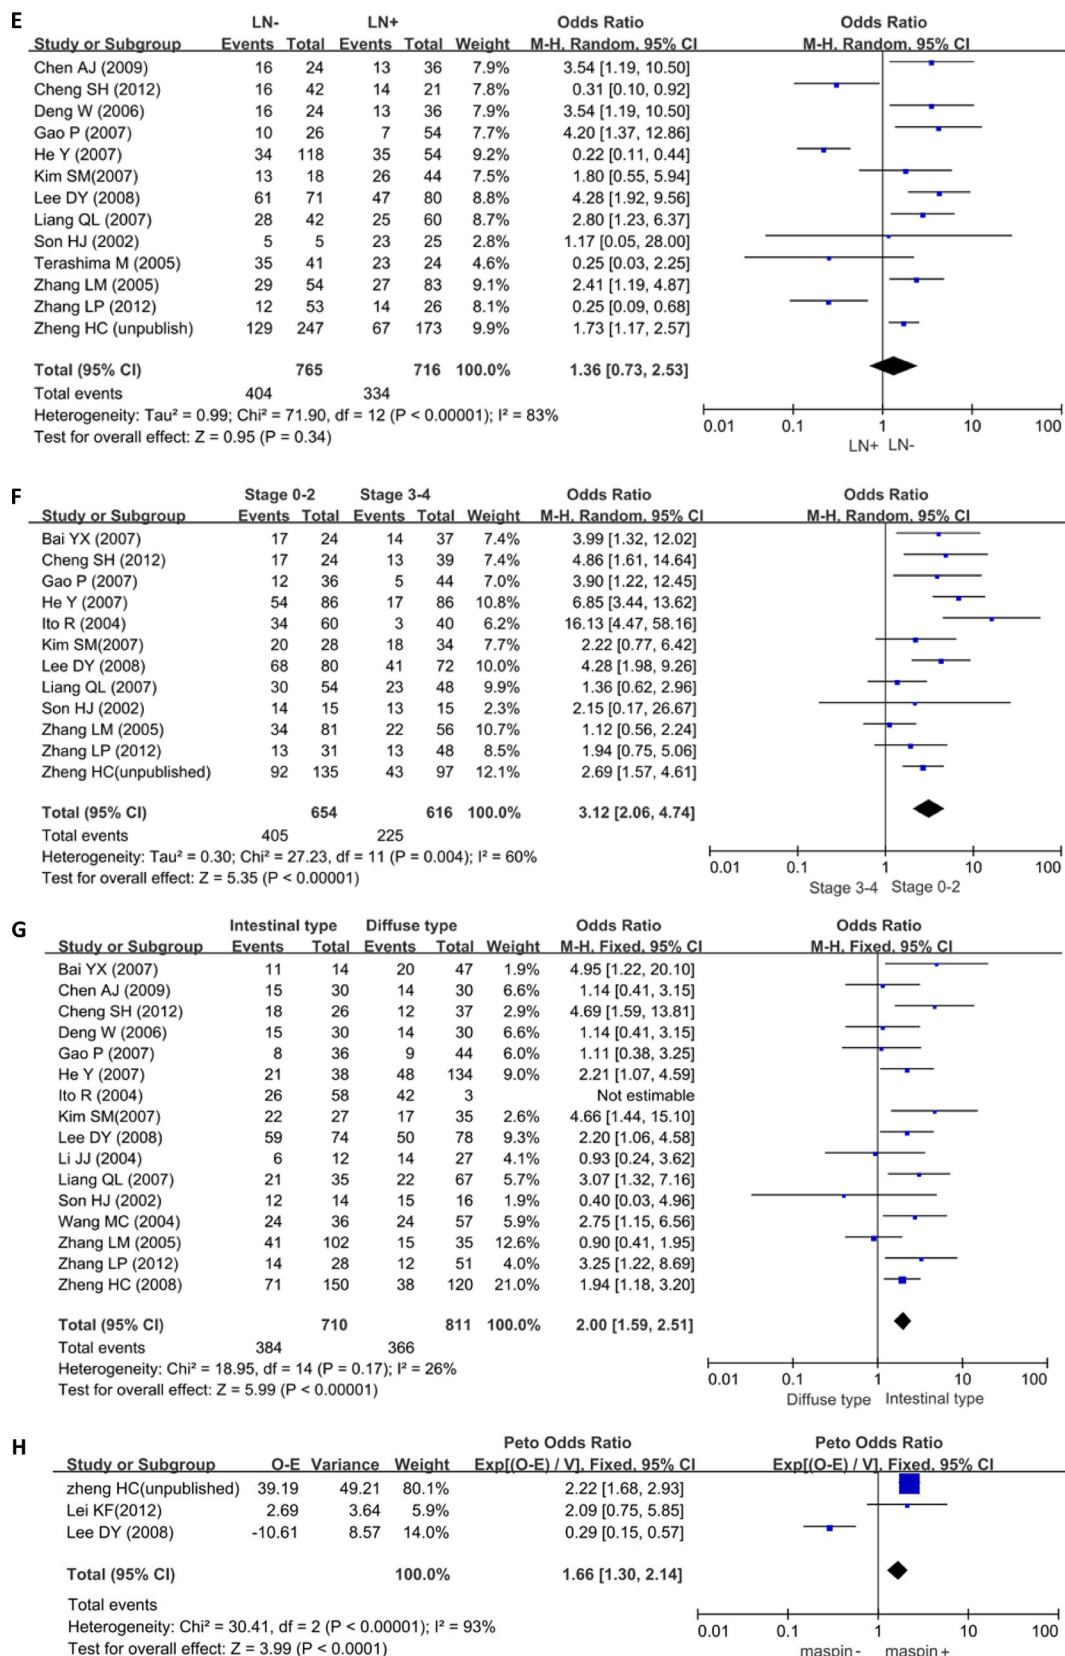 E
LN- LN+ Odds Ratio Odds Ratio
Study or Subgroup Events Total Events Total Weight M-H, Random, 95% CI M-H, Random, 95% CI
Chen AJ (2009) 16 24 13 36 7.9% 3.54 [1.19, 10.50]
Cheng SH (2012) 16 42 14 21 7.8% 0.31 [0.10, 0.92]
Deng W (2006) 16 24 13 36 7.9% 3.54 [1.19, 10.50]
Gao P (2007) 10 26 7 54 7.7% 4.20 [1.37, 12.86]
He Y (2007) 34 118 35 54 9.2% 0.22 [0.11, 0.44]
Kim SM(2007) 13 18 26 44 7.5% 1.80 [0.55, 5.94]
Lee DY (2008) 61 71 47 80 8.8% 4.28 [1.92, 9.56]
Liang QL (2007) 28 42 25 60 8.7% 2.80 [1.23, 6.37]
Son HJ (2002) 5 5 23 25 2.8% 1.17 [0.05, 28.00]
Terashima M (2005) 35 41 23 24 4.6% 0.25 [0.03, 2.25]
Zhang LM (2005) 29 54 27 83 9.1% 2.41 [1.19, 4.87]
Zhang LP (2012) 12 53 14 26 8.1% 0.25 [0.09, 0.68]
Zheng HC (unpublish) 129 247 67 173 9.9% 1.73 [1.17, 2.57]
Total (95% CI) 765 716 100.0% 1.36 [0.73, 2.53]
Total events 404 334
Heterogeneity: Tau² = 0.99; Chi² = 71.90, df = 12 (P < 0.00001); I² = 83%
Test for overall effect: Z = 0.95 (P = 0.34)
0.01 0.1 1 10 100
LN+ LN-
F
Stage 0-2 Stage 3-4 Odds Ratio Odds Ratio
Study or Subgroup Events Total Events Total Weight M-H, Random, 95% CI M-H, Random, 95% CI
Bai YX (2007) 17 24 14 37 7.4% 3.99 [1.32, 12.02]
Cheng SH (2012) 17 24 13 39 7.4% 4.86 [1.61, 14.64]
Gao P (2007) 12 36 5 44 7.0% 3.90 [1.22, 12.45]
He Y (2007) 54 86 17 86 10.8% 6.85 [3.44, 13.62]
Ito R (2004) 34 60 3 40 6.2% 16.13 [4.47, 58.16]
Kim SM(2007) 20 28 18 34 7.7% 2.22 [0.77, 6.42]
Lee DY (2008) 68 80 41 72 10.0% 4.28 [1.98, 9.26]
Liang QL (2007) 30 54 23 48 9.9% 1.36 [0.62, 2.96]
Son HJ (2002) 14 15 13 15 2.3% 2.15 [0.17, 26.67]
Zhang LM (2005) 34 81 22 56 10.7% 1.12 [0.56, 2.24]
Zhang LP (2012) 13 31 13 48 8.5% 1.94 [0.75, 5.06]
Zheng HC(unpublished) 92 135 43 97 12.1% 2.69 [1.57, 4.61]
Total (95% CI) 654 616 100.0% 3.12 [2.06, 4.74]
Total events 405 225
Heterogeneity: Tau² = 0.30; Chi² = 27.23, df = 11 (P = 0.004); I² = 60%
Test for overall effect: Z = 5.35 (P < 0.00001)
0.01 0.1 1 10 100
Stage 3-4 Stage 0-2
G
Intestinal type Diffuse type Odds Ratio Odds Ratio
Study or Subgroup Events Total Events Total Weight M-H, Fixed, 95% CI M-H, Fixed, 95% CI
Bai YX (2007) 11 14 20 47 1.9% 4.95 [1.22, 20.10]
Chen AJ (2009) 15 30 14 30 6.6% 1.14 [0.41, 3.15]
Cheng SH (2012) 18 26 12 37 2.9% 4.69 [1.59, 13.81]
Deng W (2006) 15 30 14 30 6.6% 1.14 [0.41, 3.15]
Gao P (2007) 8 36 9 44 6.0% 1.11 [0.38, 3.25]
He Y (2007) 21 38 48 134 9.0% 2.21 [1.07, 4.59]
Ito R (2004) 26 58 42 3 Not estimable
Kim SM(2007) 22 27 17 35 2.6% 4.66 [1.44, 15.10]
Lee DY (2008) 59 74 50 78 9.3% 2.20 [1.06, 4.58]
Li JJ (2004) 6 12 14 27 4.1% 0.93 [0.24, 3.62]
Liang QL (2007) 21 35 22 67 5.7% 3.07 [1.32, 7.16]
Son HJ (2002) 12 14 15 16 1.9% 0.40 [0.03, 4.96]
Wang MC (2004) 24 36 24 57 5.9% 2.75 [1.15, 6.56]
Zhang LM (2005) 41 102 15 35 12.6% 0.90 [0.41, 1.95]
Zhang LP (2012) 14 28 12 51 4.0% 3.25 [1.22, 8.69]
Zheng HC (2008) 71 150 38 120 21.0% 1.94 [1.18, 3.20]
Total (95% CI) 710 811 100.0% 2.00 [1.59, 2.51]
Total events 384 366
Heterogeneity: Chi² = 18.95, df = 14 (P = 0.17); I² = 26%
Test for overall effect: Z = 5.99 (P < 0.00001)
0.01 0.1 1 10 100
Diffuse type Intestinal type
H
Peto Odds Ratio Peto Odds Ratio
Study or Subgroup O-E Variance Weight Exp[(O-E) / V], Fixed, 95% CI Exp[(O-E) / V], Fixed, 95% CI
zheng HC(unpublished) 39.19 49.21 80.1% 2.22 [1.68, 2.93]
Lei KF(2012) 2.69 3.64 5.9% 2.09 [0.75, 5.85]
Lee DY (2008) -10.61 8.57 14.0% 0.29 [0.15, 0.57]
Total (95% CI) 100.0% 1.66 [1.30, 2.14]
Total events
Heterogeneity: Chi² = 30.41, df = 2 (P < 0.00001); I² = 93%
Test for overall effect: Z = 3.99 (P < 0.0001)
0.01 0.1 1 10 100
maspin- maspin+